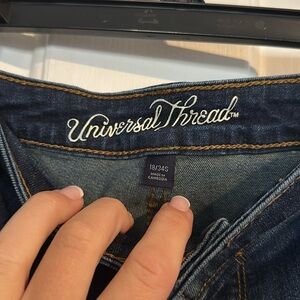 Universal Thread™
18/34S
MADE IN
CAMBODIA